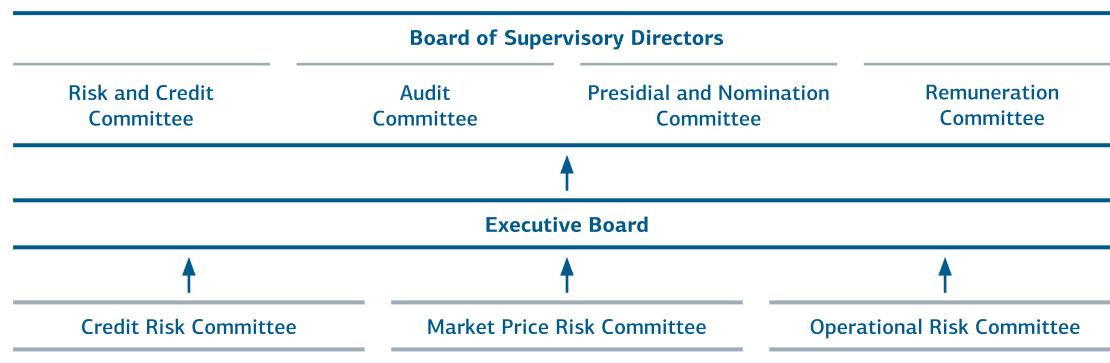 Board of Supervisory Directors
Risk and Credit
Committee
Audit
Committee
Presidial and Nomination
Committee
Remuneration
Committee
Executive Board
Credit Risk Committee
Market Price Risk Committee
Operational Risk Committee